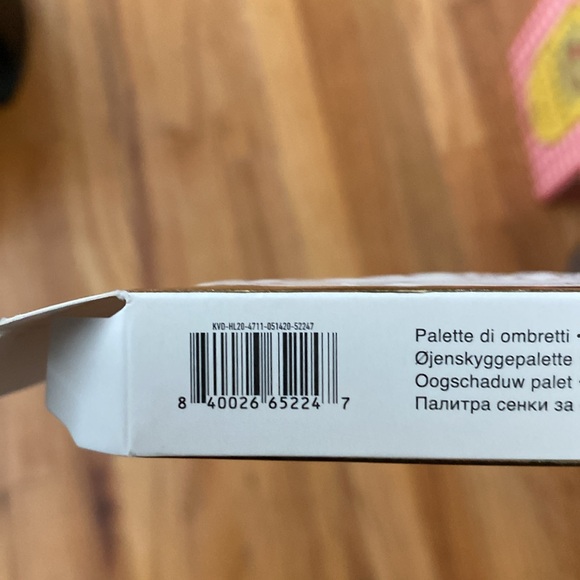 KVD-HL20-4711-051420-52247
8 40026 65224 7
Palette di ombretti •
Øjenskyggepalette
Oogschaduw palet •
Палитра сенки за